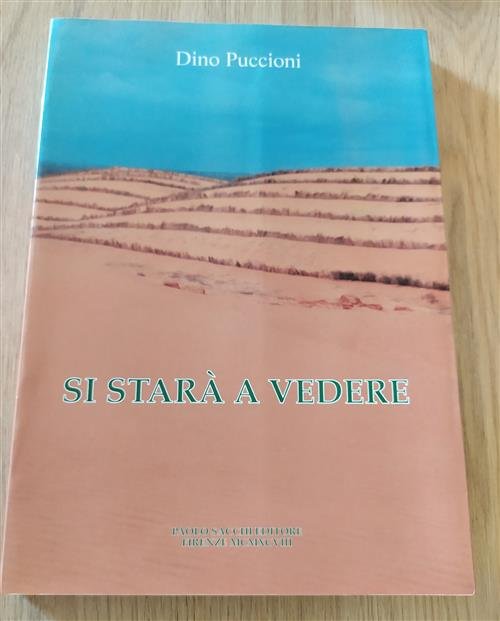 Dino Puccioni
SI STARÀ A VEDERE
PAOLO SACCHI EDITORE
FIRENZE MCMXCVIII